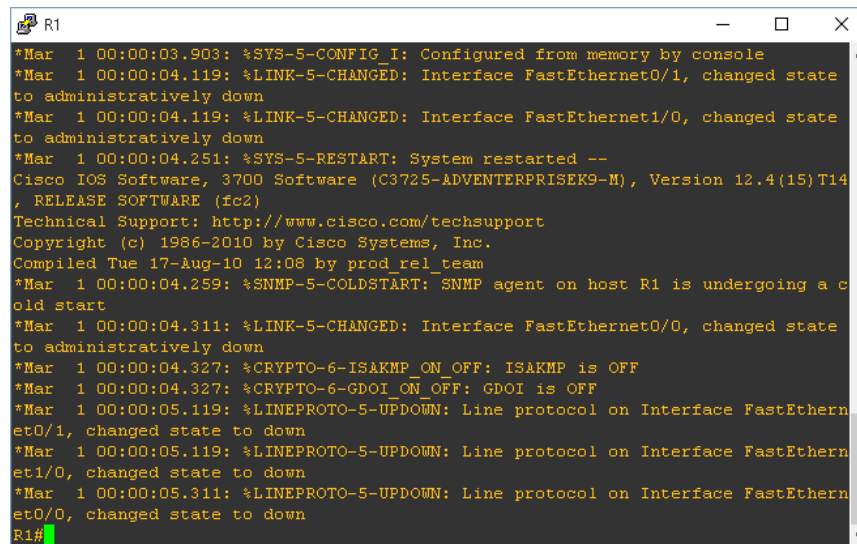 R1
*Mar  1 00:00:03.903: %SYS-5-CONFIG_I: Configured from memory by console
*Mar  1 00:00:04.119: %LINK-5-CHANGED: Interface FastEthernet0/1, changed state
to administratively down
*Mar  1 00:00:04.119: %LINK-5-CHANGED: Interface FastEthernet1/0, changed state
to administratively down
*Mar  1 00:00:04.251: %SYS-5-RESTART: System restarted --
Cisco IOS Software, 3700 Software (C3725-ADVENTERPRISEK9-M), Version 12.4(15)T14
, RELEASE SOFTWARE (fc2)
Technical Support: http://www.cisco.com/techsupport
Copyright (c) 1986-2010 by Cisco Systems, Inc.
Compiled Tue 17-Aug-10 12:08 by prod_rel_team
*Mar  1 00:00:04.259: %SNMP-5-COLDSTART: SNMP agent on host R1 is undergoing a c
old start
*Mar  1 00:00:04.311: %LINK-5-CHANGED: Interface FastEthernet0/0, changed state
to administratively down
*Mar  1 00:00:04.327: %CRYPTO-6-ISAKMP_ON_OFF: ISAKMP is OFF
*Mar  1 00:00:04.327: %CRYPTO-6-GDOI_ON_OFF: GDOI is OFF
*Mar  1 00:00:05.119: %LINEPROTO-5-UPDOWN: Line protocol on Interface FastEthern
et0/1, changed state to down
*Mar  1 00:00:05.119: %LINEPROTO-5-UPDOWN: Line protocol on Interface FastEthern
et1/0, changed state to down
*Mar  1 00:00:05.311: %LINEPROTO-5-UPDOWN: Line protocol on Interface FastEthern
et0/0, changed state to down
R1#